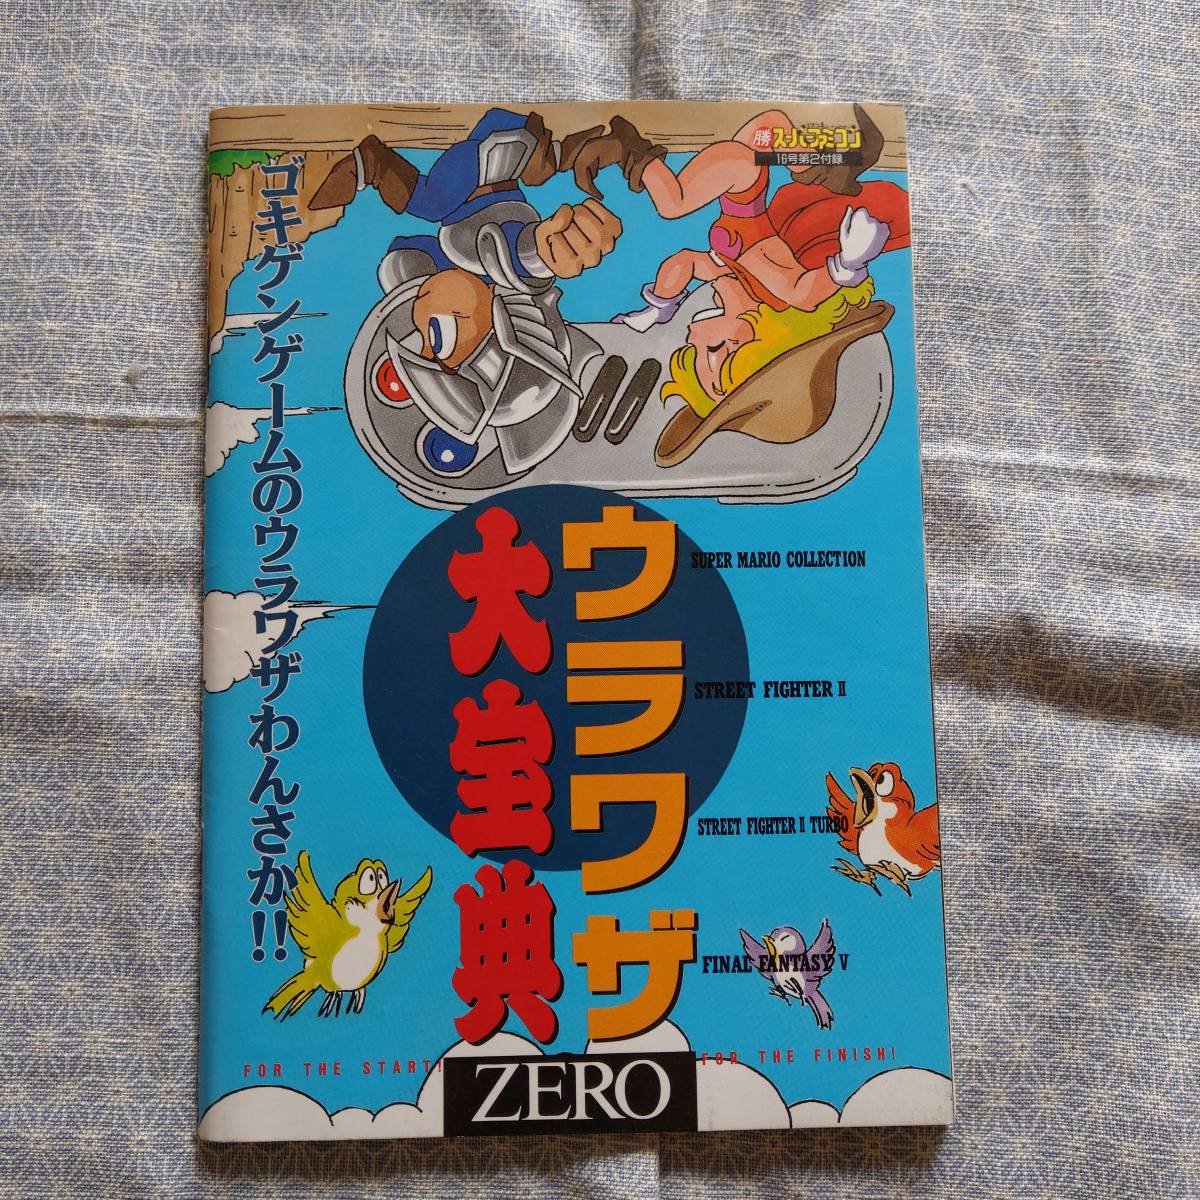 勝スーパーファミコン
16号第2付録
ゴキゲンゲームのウラワザわんさか!!
ウラワザ
大宝典
SUPER MARIO COLLECTION
STREET FIGHTER II
STREET FIGHTER II TURBO
FINAL FANTASY V
FOR THE START!
FOR THE FINISH!
ZERO